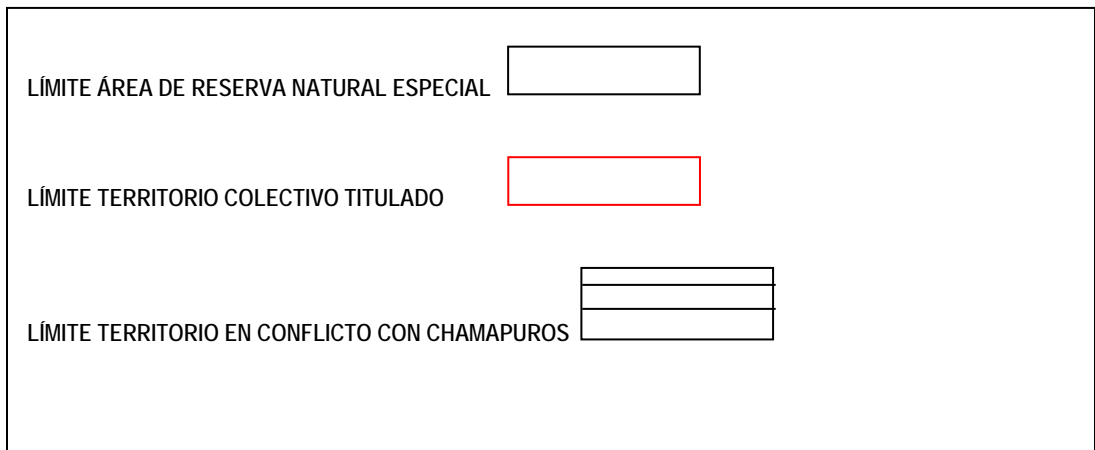 LÍMITE ÁREA DE RESERVA NATURAL ESPECIAL
LÍMITE TERRITORIO COLECTIVO TITULADO
LÍMITE TERRITORIO EN CONFLICTO CON CHAMAPUROS